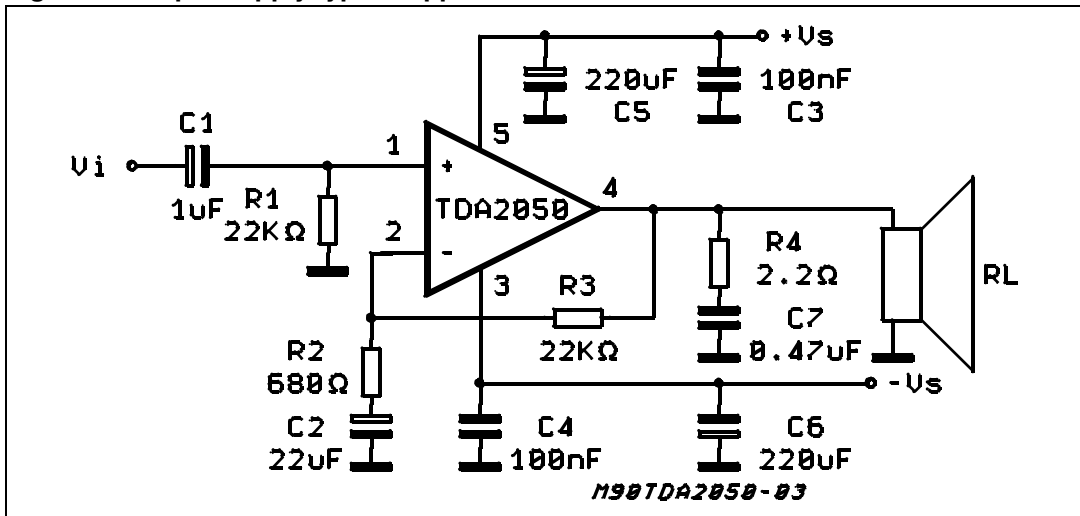 +Vs
220uF
C5
100nF
C3
C1
Vi
1uF
R1
22KΩ
1
+
5
TDA2050
4
2
-
3
R3
22KΩ
R4
2.2Ω
C7
0.47uF
RL
R2
680Ω
C2
22uF
C4
100nF
-Vs
C6
220uF
M90TDA2050-03